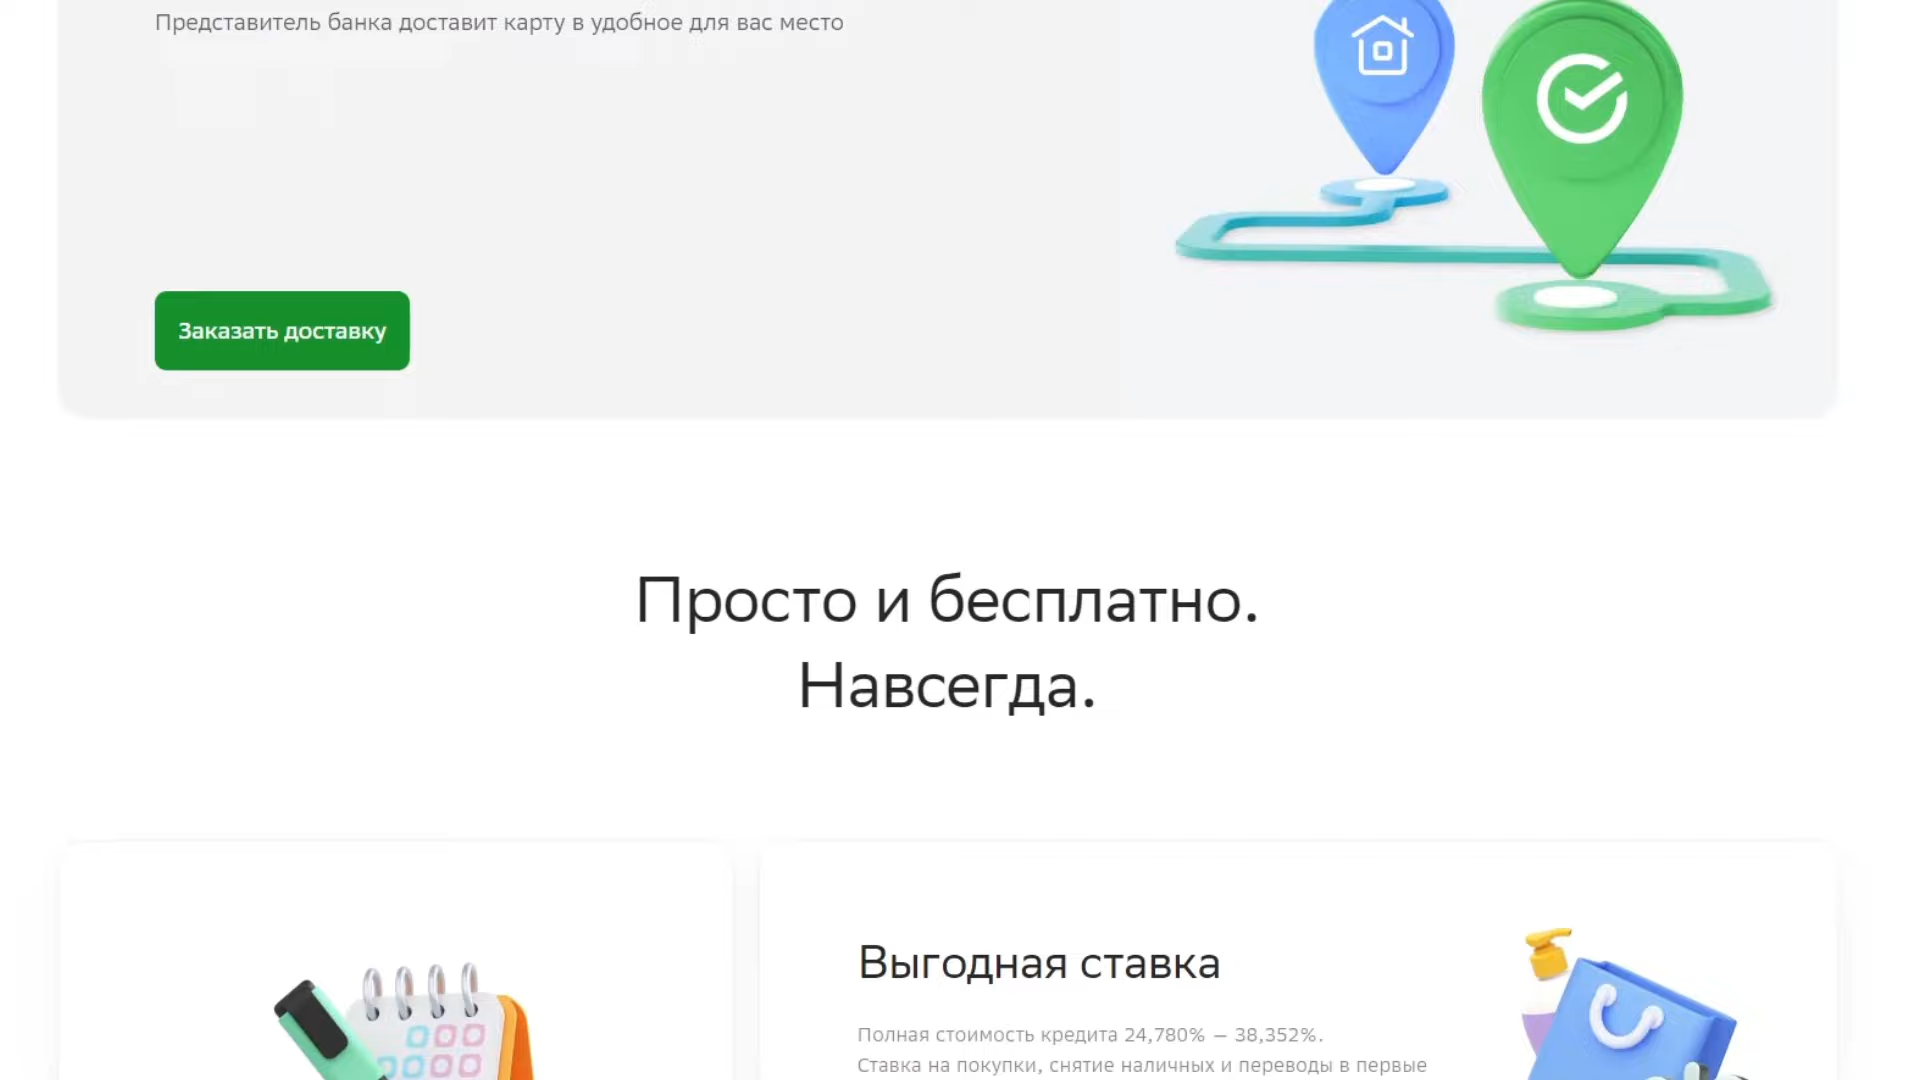 Представитель банка доставит карту в удобное для вас место
Заказать доставку
Просто и бесплатно.
Навсегда.
Выгодная ставка
Полная стоимость кредита 24,780% – 38,352%.
Ставка на покупки, снятие наличных и переводы в первые